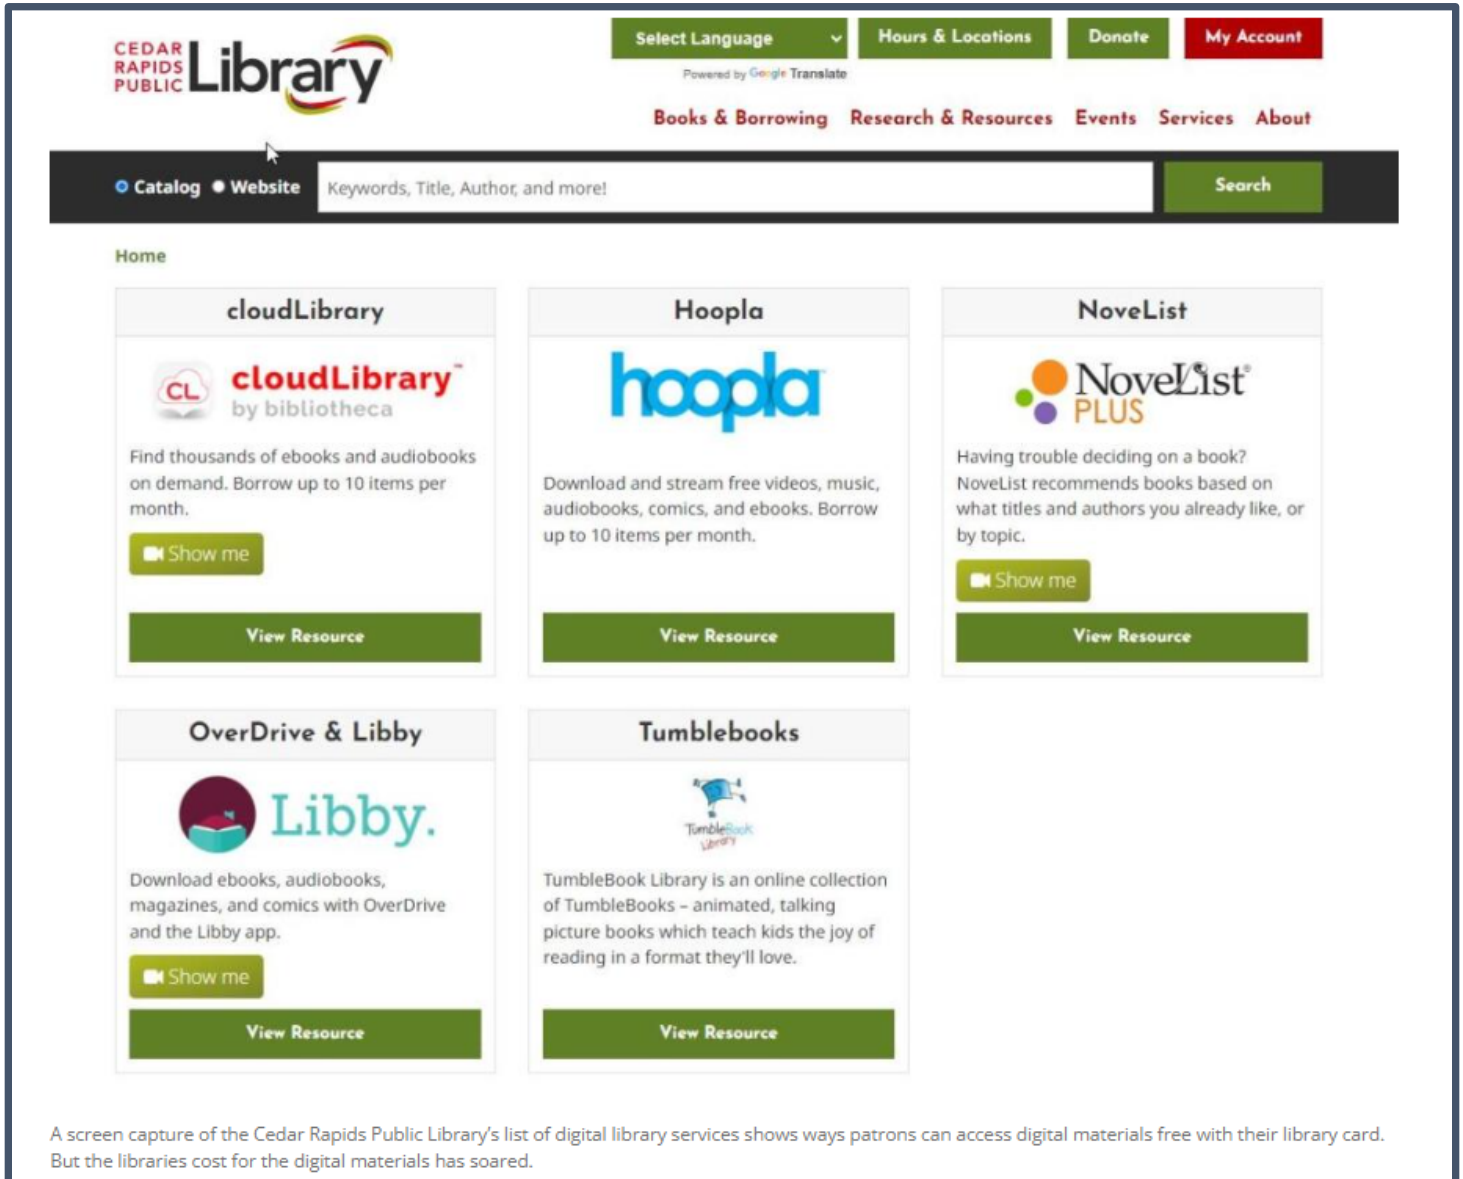 CEDAR
RAPIDS
PUBLIC
Library
Select Language
Hours & Locations
Donate
My Account
Powered by Google Translate
Books & Borrowing Research & Resources Events Services About
Catalog Website Keywords, Title, Author, and more! Search
Home
cloudLibrary
CL
cloudLibrary™
by bibliotheca
Find thousands of ebooks and audiobooks
on demand. Borrow up to 10 items per
month.
Show me
View Resource
Hoopla
hoopla
Download and stream free videos, music,
audiobooks, comics, and ebooks. Borrow
up to 10 items per month.
View Resource
NoveList
NoveList®
PLUS
Having trouble deciding on a book?
NoveList recommends books based on
what titles and authors you already like, or
by topic.
Show me
View Resource
OverDrive & Libby
Libby.
Download ebooks, audiobooks,
magazines, and comics with OverDrive
and the Libby app.
Show me
View Resource
Tumblebooks
TumbleBook
Library
TumbleBook Library is an online collection
of TumbleBooks – animated, talking
picture books which teach kids the joy of
reading in a format they'll love.
View Resource
A screen capture of the Cedar Rapids Public Library's list of digital library services shows ways patrons can access digital materials free with their library card.
But the libraries cost for the digital materials has soared.